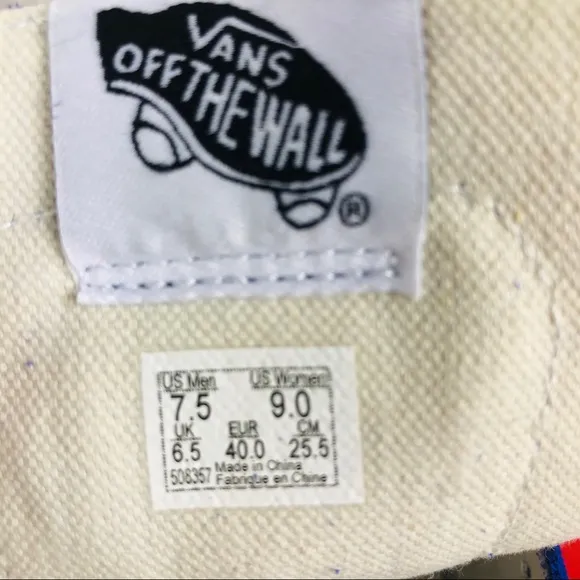 VANS
OFF THE WALL
®
US Men US Women
7.5 9.0
UK EUR CM
6.5 40.0 25.5
508357 Made in China
Fabriqué en Chine